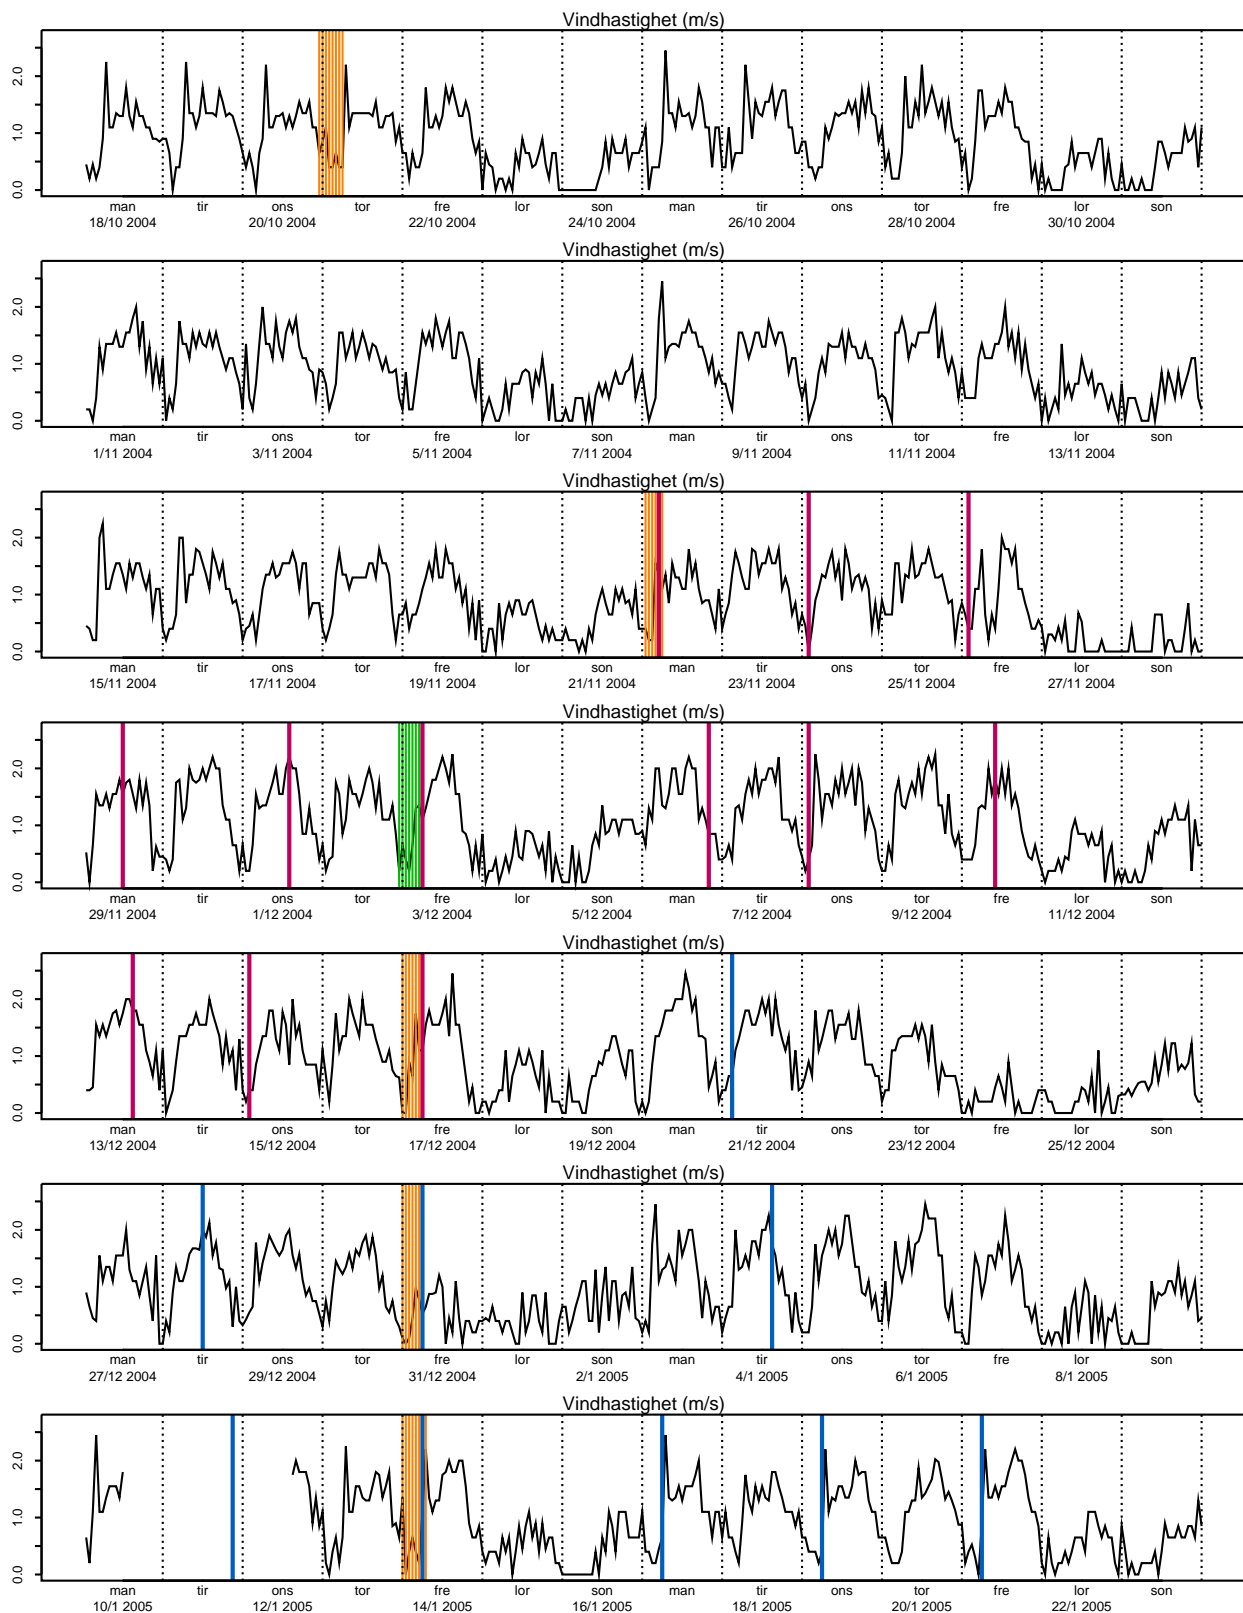 Vindhastighet (m/s)
0.0 1.0 2.0
man tir ons tor fre lor son man tir ons tor fre lor son
18/10 2004 20/10 2004 22/10 2004 24/10 2004 26/10 2004 28/10 2004 30/10 2004
Vindhastighet (m/s)
0.0 1.0 2.0
man tir ons tor fre lor son man tir ons tor fre lor son
1/11 2004 3/11 2004 5/11 2004 7/11 2004 9/11 2004 11/11 2004 13/11 2004
Vindhastighet (m/s)
0.0 1.0 2.0
man tir ons tor fre lor son man tir ons tor fre lor son
15/11 2004 17/11 2004 19/11 2004 21/11 2004 23/11 2004 25/11 2004 27/11 2004
Vindhastighet (m/s)
0.0 1.0 2.0
man tir ons tor fre lor son man tir ons tor fre lor son
29/11 2004 1/12 2004 3/12 2004 5/12 2004 7/12 2004 9/12 2004 11/12 2004
Vindhastighet (m/s)
0.0 1.0 2.0
man tir ons tor fre lor son man tir ons tor fre lor son
13/12 2004 15/12 2004 17/12 2004 19/12 2004 21/12 2004 23/12 2004 25/12 2004
Vindhastighet (m/s)
0.0 1.0 2.0
man tir ons tor fre lor son man tir ons tor fre lor son
27/12 2004 29/12 2004 31/12 2004 2/1 2005 4/1 2005 6/1 2005 8/1 2005
Vindhastighet (m/s)
0.0 1.0 2.0
man tir ons tor fre lor son man tir ons tor fre lor son
10/1 2005 12/1 2005 14/1 2005 16/1 2005 18/1 2005 20/1 2005 22/1 2005